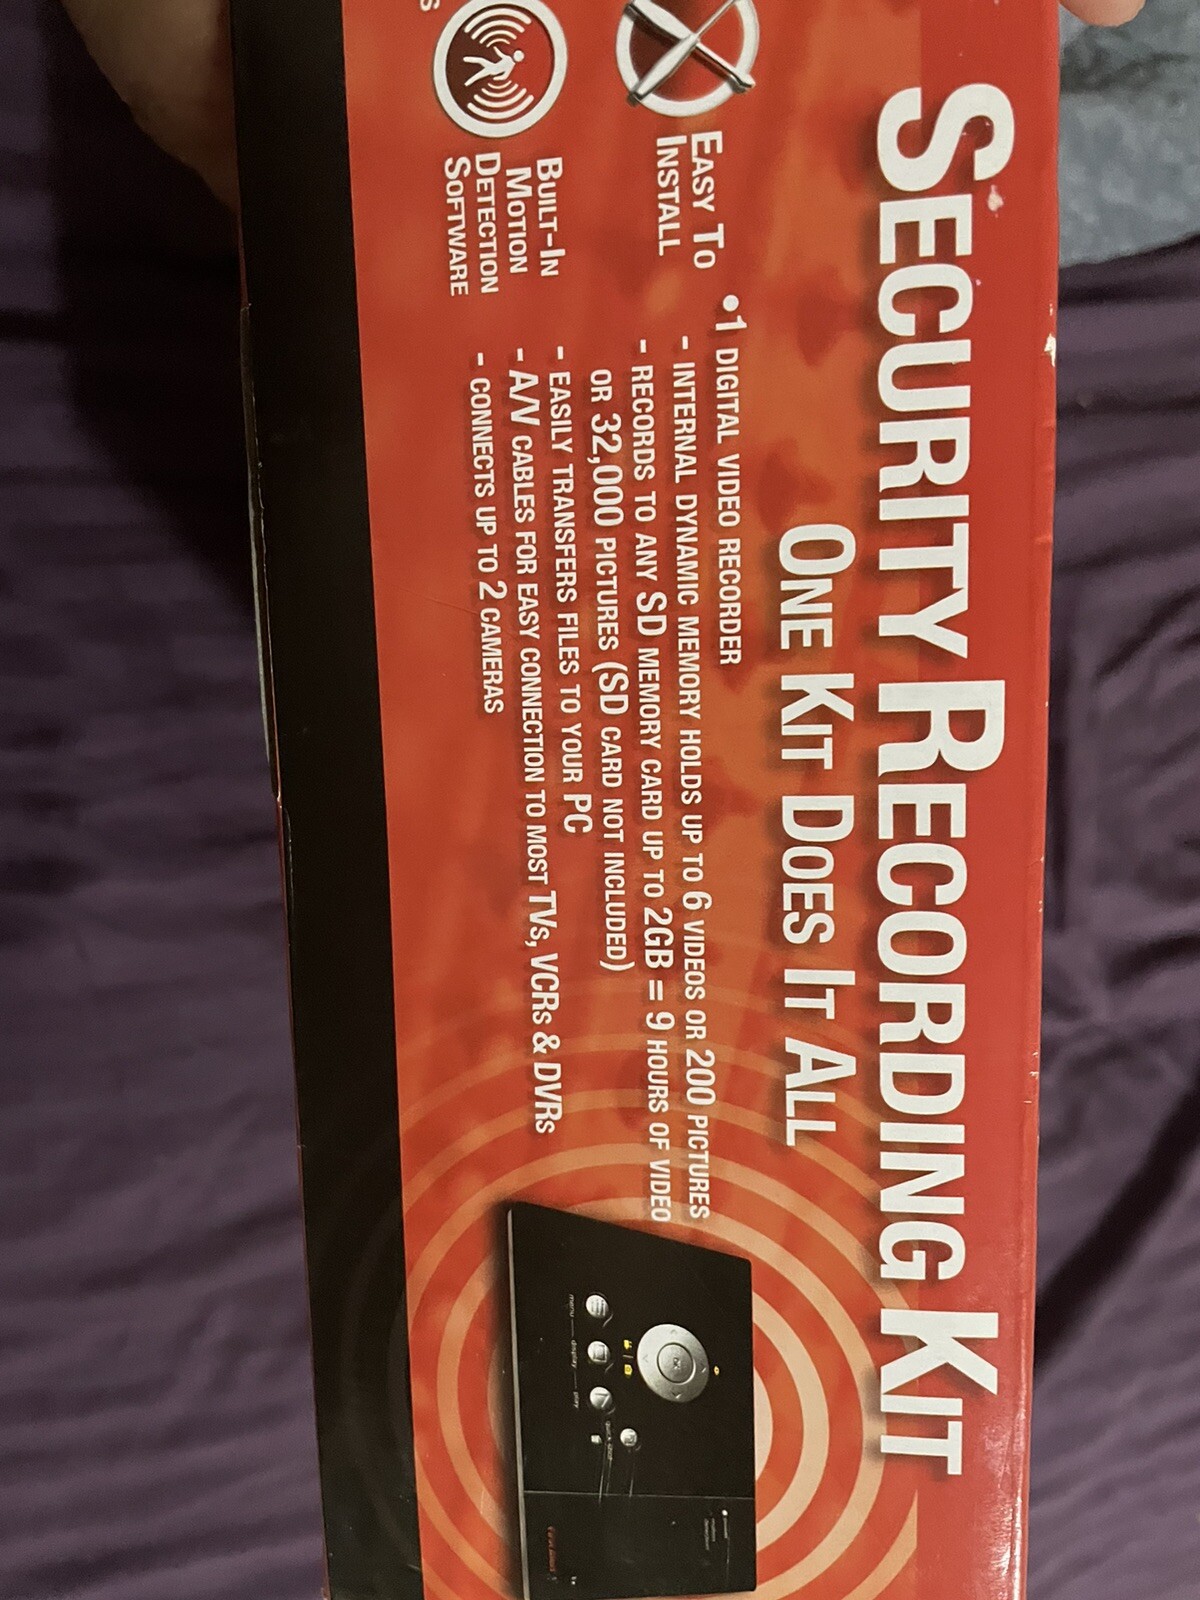 SECURITY RECORDING KIT
ONE KIT DOES IT ALL
EASY TO
INSTALL
BUILT-IN
MOTION
DETECTION
SOFTWARE
S
•1 DIGITAL VIDEO RECORDER
- INTERNAL DYNAMIC MEMORY HOLDS UP TO 6 VIDEOS OR 200 PICTURES
- RECORDS TO ANY SD MEMORY CARD UP TO 2GB = 9 HOURS OF VIDEO
OR 32,000 PICTURES (SD CARD NOT INCLUDED)
- EASILY TRANSFERS FILES TO YOUR PC
- A/V CABLES FOR EASY CONNECTION TO MOST TVS, VCRS & DVRS
- CONNECTS UP TO 2 CAMERAS
OK
menu display play